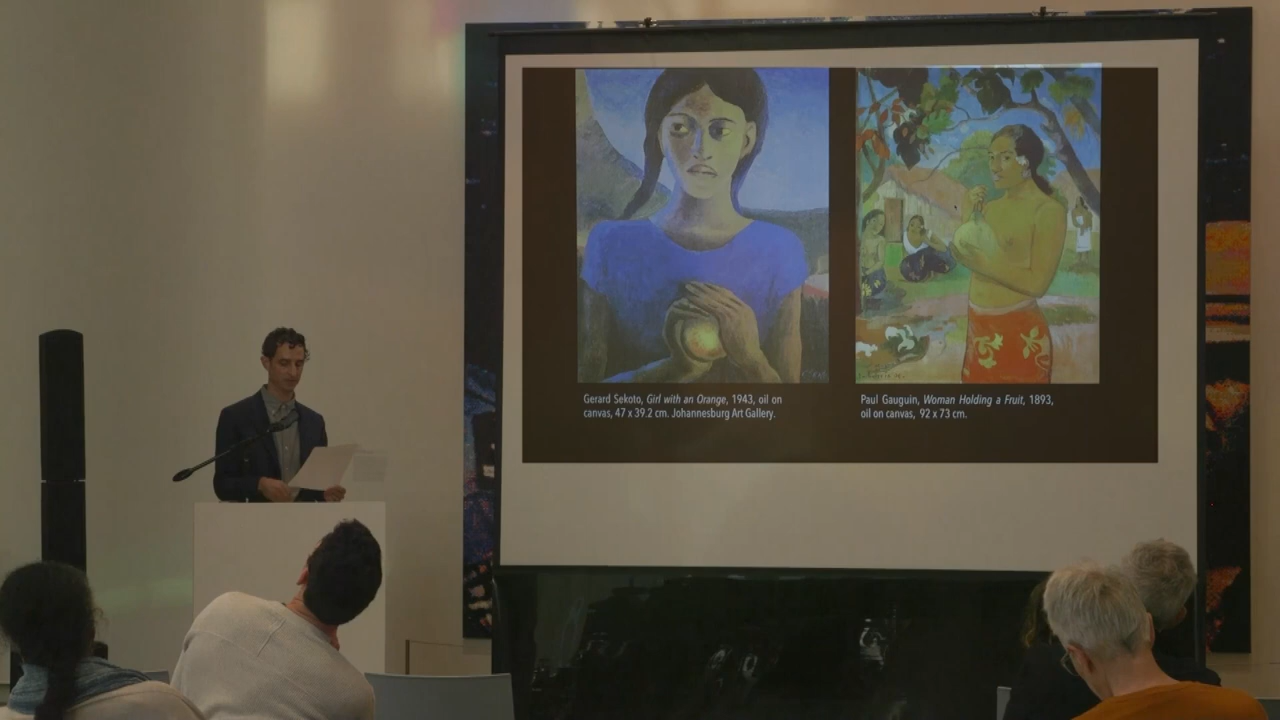 Gerard Sekoto, Girl with an Orange, 1943, oil on
canvas, 47 x 39.2 cm. Johannesburg Art Gallery.
Paul Gauguin, Woman Holding a Fruit, 1893,
oil on canvas, 92 x 73 cm.